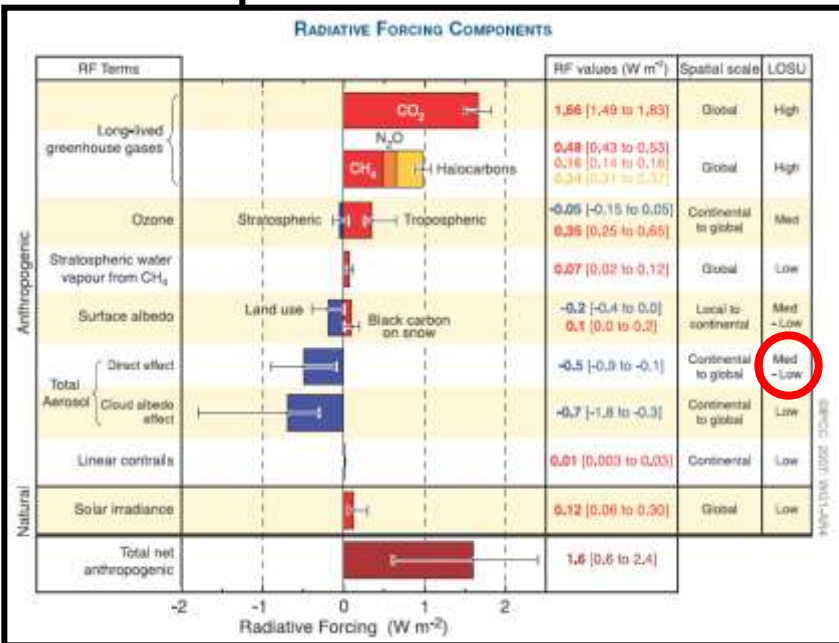 RADIATIVE FORCING COMPONENTS
RF Terms
RF values (W m⁻²)
Spatial scale
LOSU
Anthropogenic
Long-lived
greenhouse gases
CO₂
1.66 [1.49 to 1.83]
Global
High
N₂O
CH₄
Halocarbons
0.48 [0.43 to 0.53]
0.16 [0.14 to 0.18]
0.34 [0.31 to 0.37]
Global
High
Ozone
Stratospheric
Tropospheric
-0.05 [-0.15 to 0.05]
0.35 [0.25 to 0.65]
Continental
to global
Med
Stratospheric water
vapour from CH₄
0.07 [0.02 to 0.12]
Global
Low
Surface albedo
Land use
Black carbon
on snow
-0.2 [-0.4 to 0.0]
0.1 [0.0 to 0.2]
Local to
continental
Med
- Low
Total
Aerosol
Direct effect
-0.5 [-0.9 to -0.1]
Continental
to global
Med
- Low
Cloud albedo
effect
-0.7 [-1.8 to -0.3]
Continental
to global
Low
Linear contrails
0.01 [0.003 to 0.03]
Continental
Low
Natural
Solar irradiance
0.12 [0.06 to 0.30]
Global
Low
Total net
anthropogenic
1.6 [0.6 to 2.4]
-2 -1 0 1 2
Radiative Forcing (W m⁻²)
©IPCC 2007: WG1-AR4